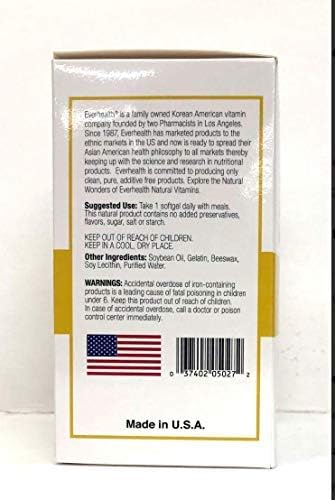 Everhealth® is a family owned Korean American vitamin
company founded by two Pharmacists in Los Angeles.
Since 1987, Everhealth has marketed products to the
ethnic markets in the US and now is ready to spread their
Asian American health philosophy to all markets thereby
keeping up with the science and research in nutritional
products. Everhealth is committed to producing only
clean, pure, additive free products. Explore the Natural
Wonders of Everhealth Natural Vitamins.
Suggested Use: Take 1 softgel daily with meals.
This natural product contains no added preservatives,
flavors, sugar, salt or starch.
KEEP OUT OF REACH OF CHILDREN.
KEEP IN A COOL, DRY PLACE.
Other Ingredients: Soybean Oil, Gelatin, Beeswax,
Soy Lecithin, Purified Water.
WARNINGS: Accidental overdose of iron-containing
products is a leading cause of fatal poisoning in children
under 6. Keep this product out of reach of children.
In case of accidental overdose, call a doctor or poison
control center immediately.
0 37402 05027 2
Made in U.S.A.